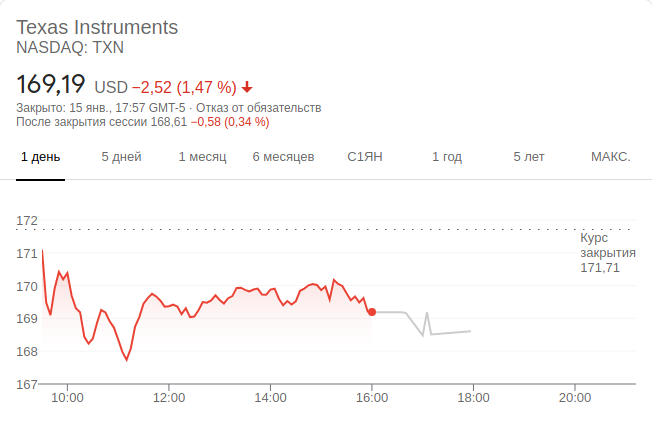 Texas Instruments
NASDAQ: TXN
169,19 USD −2,52 (1,47 %)
Закрыто: 15 янв., 17:57 GMT-5 · Отказ от обязательств
После закрытия сессии 168,61 −0,58 (0,34 %)
1 день 5 дней 1 месяц 6 месяцев С1ЯН 1 год 5 лет МАКС.
172
Курс
закрытия
171,71
171
170
169
168
167
10:00 12:00 14:00 16:00 18:00 20:00